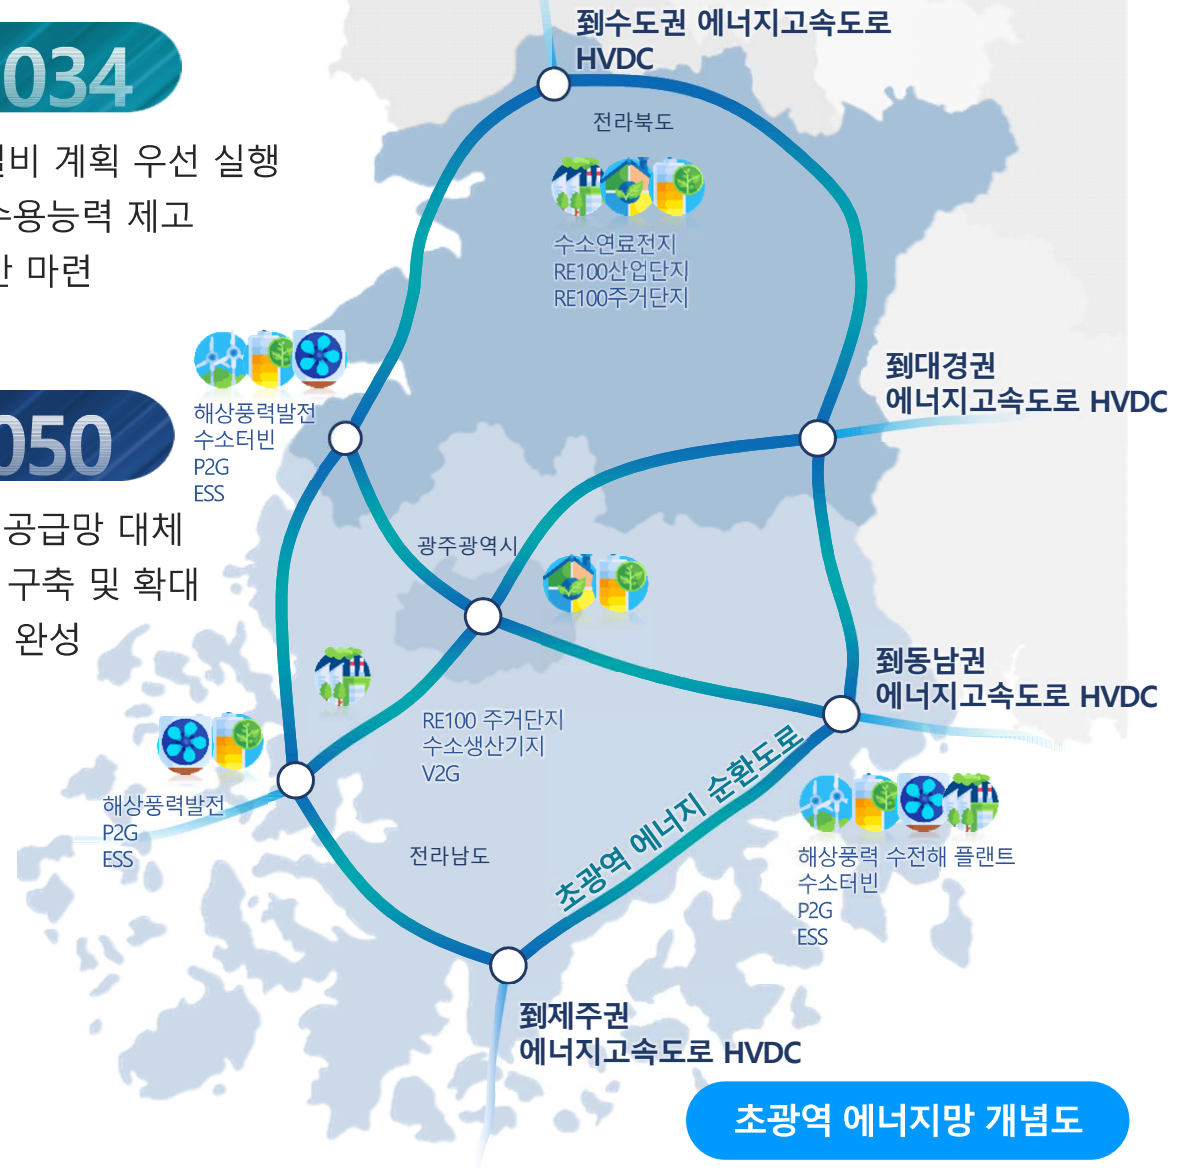 034
계획 우선 실행
수용능력 제고
마련
050
공급망 대체
구축 및 확대
완성
到수도권 에너지고속도로
HVDC
전라북도
수소연료전지
RE100산업단지
RE100주거단지
해상풍력발전
수소터빈
P2G
ESS
到대경권
에너지고속도로 HVDC
광주광역시
到동남권
에너지고속도로 HVDC
RE100 주거단지
수소생산기지
V2G
해상풍력발전
P2G
ESS
전라남도
초광역 에너지 순환도로
해상풍력 수전해 플랜트
수소터빈
P2G
ESS
到제주권
에너지고속도로 HVDC
초광역 에너지망 개념도